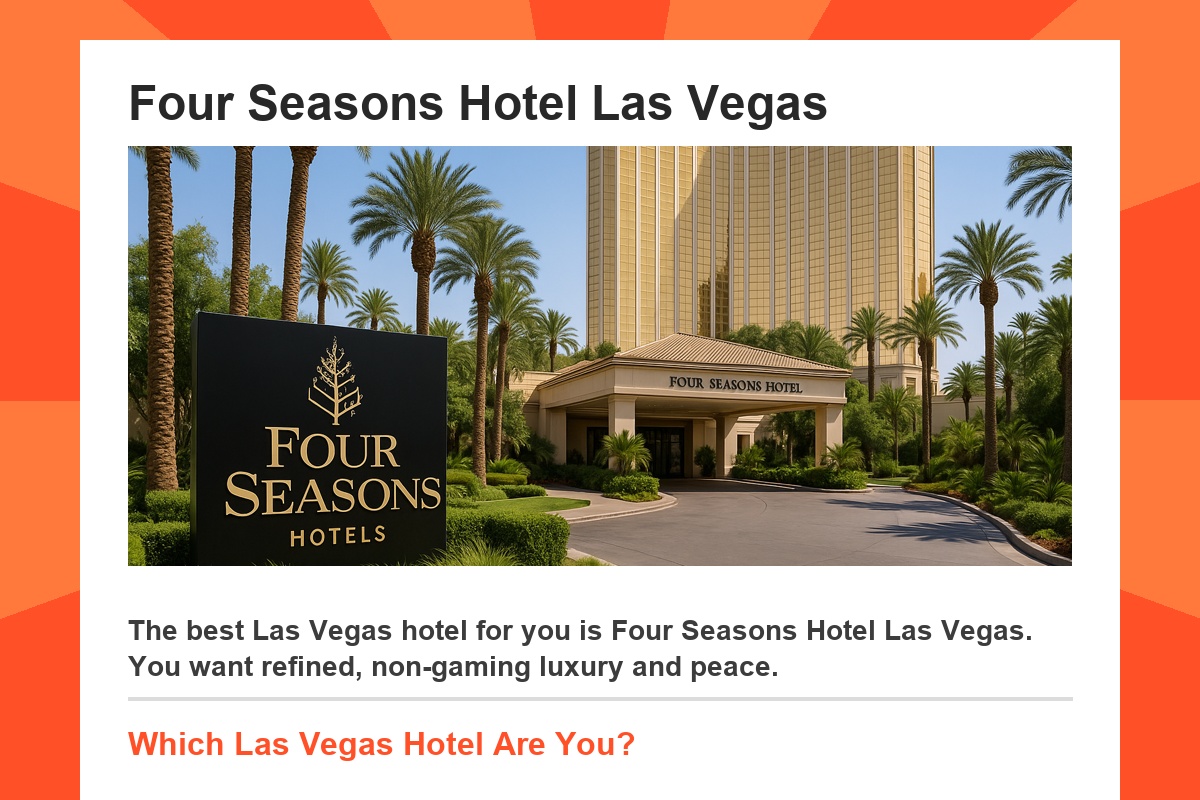 Four Seasons Hotel Las Vegas
FOUR SEASONS HOTEL
FOUR
SEASONS
HOTELS
The best Las Vegas hotel for you is Four Seasons Hotel Las Vegas.
You want refined, non-gaming luxury and peace.
Which Las Vegas Hotel Are You?